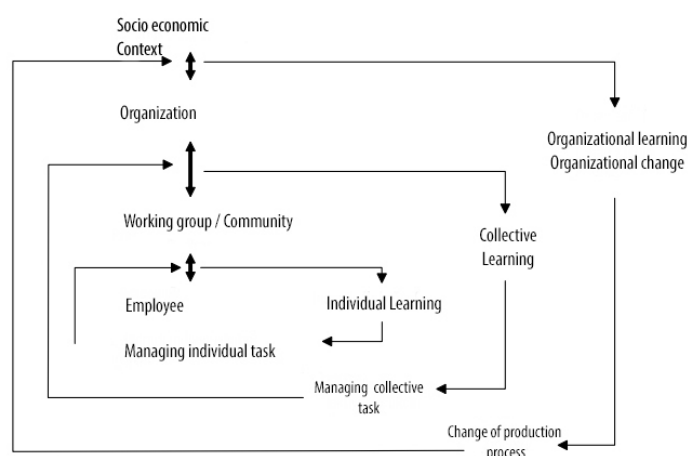 Socio economic
Context
Organization
Organizational learning
Organizational change
Working group / Community
Collective
Learning
Employee
Individual Learning
Managing individual task
Managing collective
task
Change of production
process